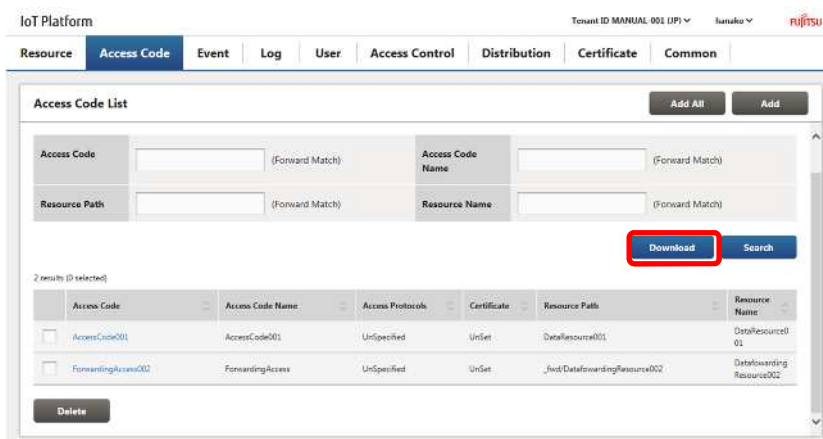 IoT Platform Tenant ID MANUAL-001 (JP) hanako FUJITSU
Resource Access Code Event Log User Access Control Distribution Certificate Common
Access Code List Add All Add
Access Code (Forward Match) Access Code Name (Forward Match)
Resource Path (Forward Match) Resource Name (Forward Match)
Download Search
2 results (0 selected)
Access Code Access Code Name Access Protocols Certificate Resource Path Resource Name
AccessCode001 AccessCode001 UnSpecified UnSet DataResource001 DataResource0
01
ForwardingAccess002 ForwardingAccess UnSpecified UnSet _fwd/DatafowardingResource002 Datafowarding
Resource002
Delete